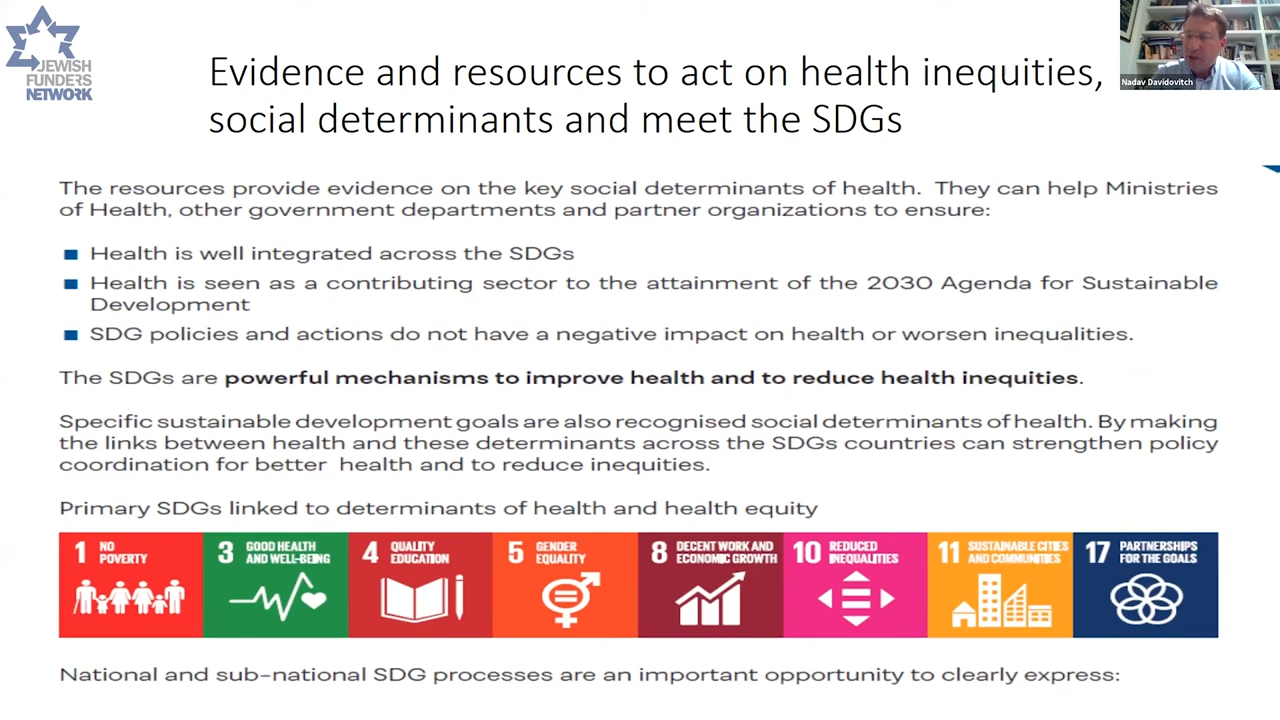 JEWISH
FUNDERS
NETWORK
Evidence and resources to act on health inequities,
social determinants and meet the SDGs
Nadav Davidovitch
The resources provide evidence on the key social determinants of health. They can help Ministries
of Health, other government departments and partner organizations to ensure:
Health is well integrated across the SDGs
Health is seen as a contributing sector to the attainment of the 2030 Agenda for Sustainable
Development
SDG policies and actions do not have a negative impact on health or worsen inequalities.
The SDGs are powerful mechanisms to improve health and to reduce health inequities.
Specific sustainable development goals are also recognised social determinants of health. By making
the links between health and these determinants across the SDGs countries can strengthen policy
coordination for better health and to reduce inequities.
Primary SDGs linked to determinants of health and health equity
1 NO
POVERTY
3 GOOD HEALTH
AND WELL-BEING
4 QUALITY
EDUCATION
5 GENDER
EQUALITY
8 DECENT WORK AND
ECONOMIC GROWTH
10 REDUCED
INEQUALITIES
11 SUSTAINABLE CITIES
AND COMMUNITIES
17 PARTNERSHIPS
FOR THE GOALS
National and sub-national SDG processes are an important opportunity to clearly express: